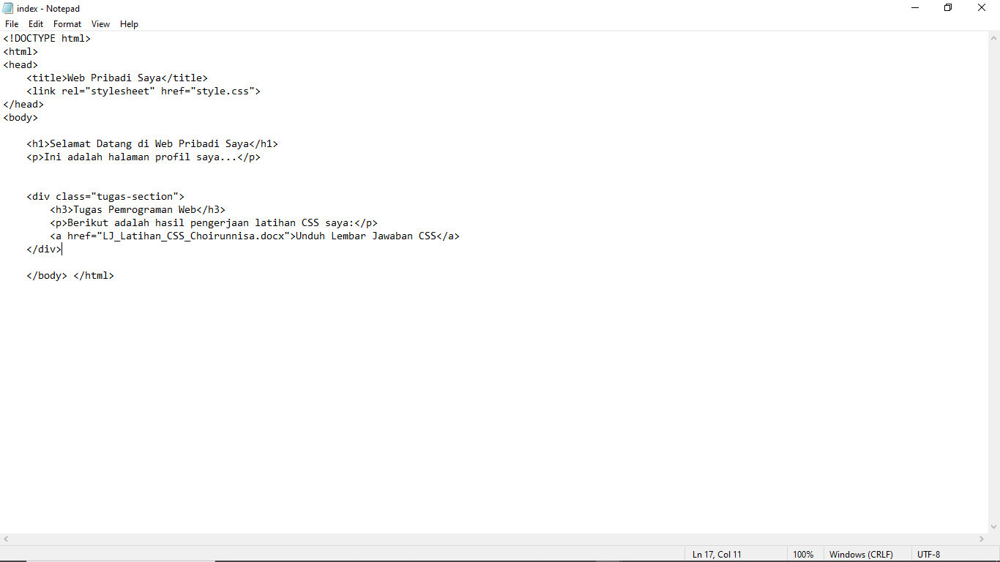 index - Notepad
File Edit Format View Help
<!DOCTYPE html>
<html>
<head>
    <title>Web Pribadi Saya</title>
    <link rel="stylesheet" href="style.css">
</head>
<body>

    <h1>Selamat Datang di Web Pribadi Saya</h1>
    <p>Ini adalah halaman profil saya...</p>


    <div class="tugas-section">
        <h3>Tugas Pemrograman Web</h3>
        <p>Berikut adalah hasil pengerjaan latihan CSS saya:</p>
        <a href="LJ_Latihan_CSS_Choirunnisa.docx">Unduh Lembar Jawaban CSS</a>
    </div>

    </body> </html>
Ln 17, Col 11 100% Windows (CRLF) UTF-8